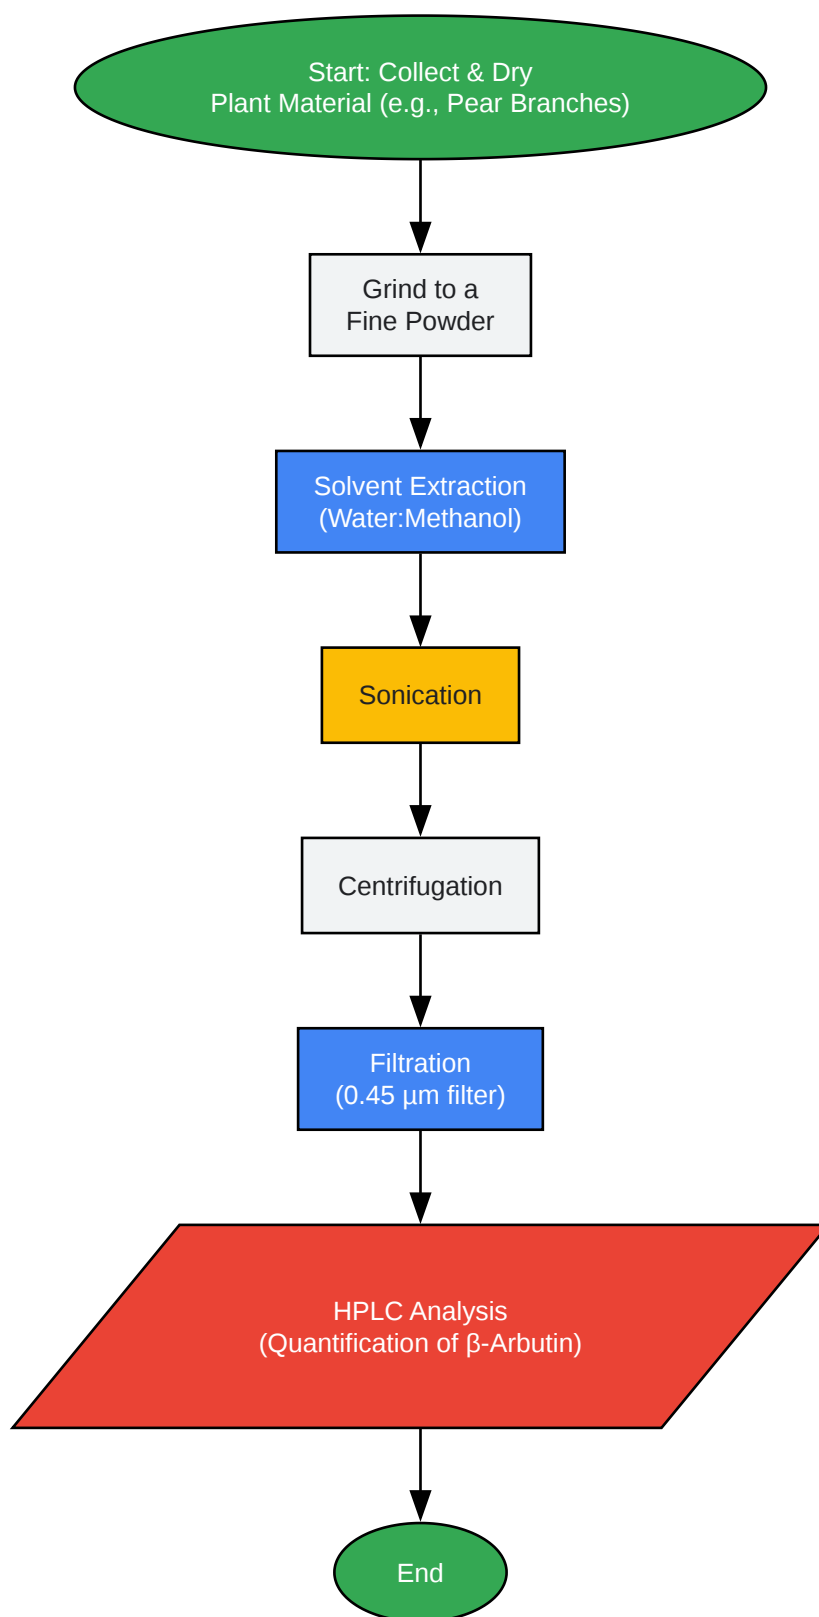 Start: Collect & Dry
Plant Material (e.g., Pear Branches)
Grind to a
Fine Powder
Solvent Extraction
(Water:Methanol)
Sonication
Centrifugation
Filtration
(0.45 µm filter)
HPLC Analysis
(Quantification of β-Arbutin)
End